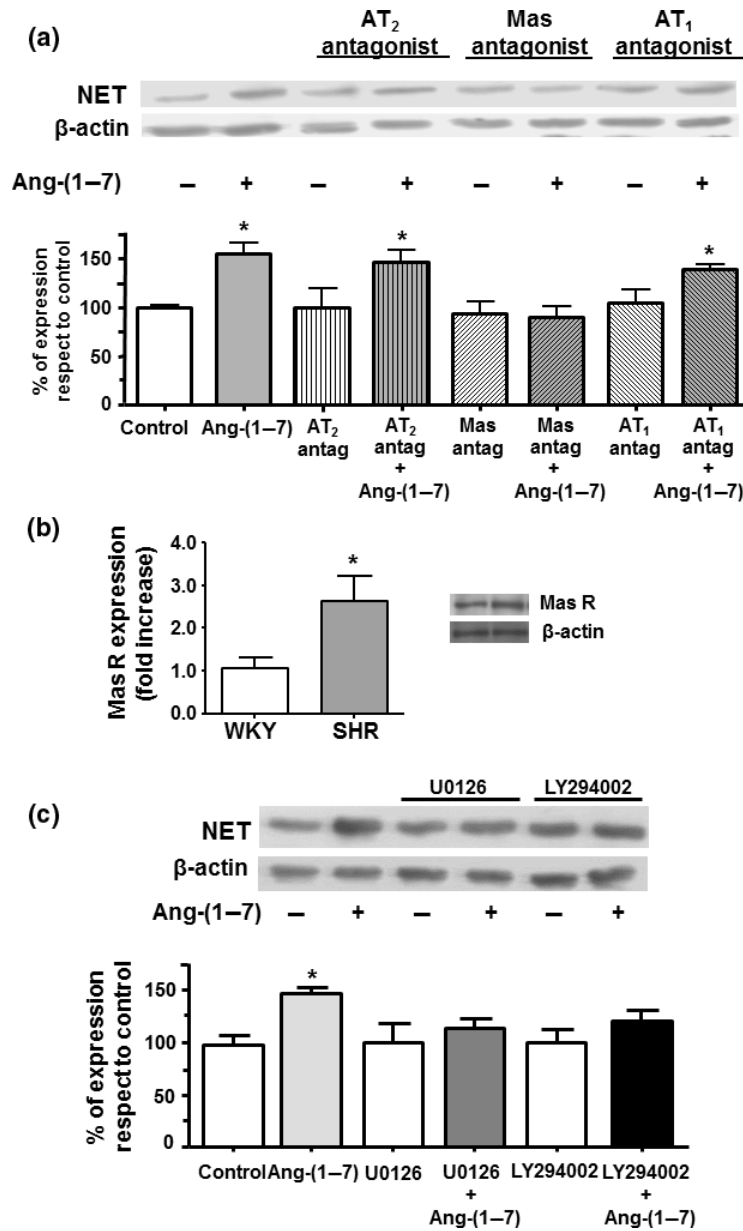 (a)
AT2 antagonist
Mas antagonist
AT1 antagonist
NET
β-actin
Ang-(1–7) – + – + – + – +
% of expression respect to control
150
100
50
0
* * *
Control Ang-(1–7) AT2 antag AT2 antag + Ang-(1–7) Mas antag Mas antag + Ang-(1–7) AT1 antag AT1 antag + Ang-(1–7)
(b)
Mas R expression (fold increase)
4.0
3.0
2.0
1.0
0.0
*
WKY SHR
Mas R
β-actin
(c)
U0126 LY294002
NET
β-actin
Ang-(1–7) – + – + – +
% of expression respect to control
150
100
50
0
*
Control Ang-(1–7) U0126 U0126 + Ang-(1–7) LY294002 LY294002 + Ang-(1–7)